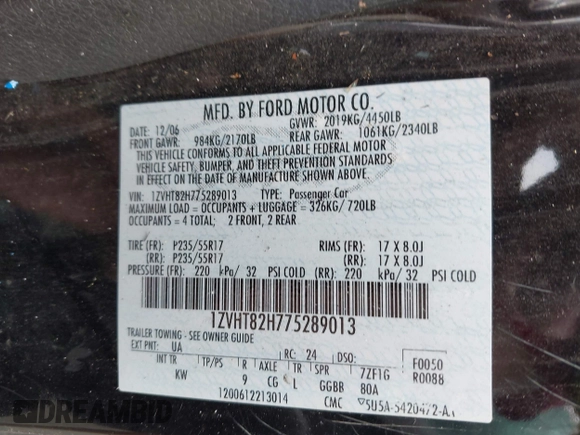 MFD. BY FORD MOTOR CO.
12/06 GVWR: 2019KG/4450LB
FRONT GAWR: 984KG/2170LB REAR GAWR: 1061KG/2340LB
THIS VEHICLE CONFORMS TO ALL APPLICABLE FEDERAL MOTOR
VEHICLE SAFETY, BUMPER, AND THEFT PREVENTION STANDARDS
IN EFFECT ON THE DATE OF MANUFACTURE SHOWN ABOVE.
VIN: 1ZVHT82H775289013 TYPE: Passenger Car
MAXIMUM LOAD = OCCUPANTS + LUGGAGE = 326KG/720LB
OCCUPANTS = 4 TOTAL; 2 FRONT, 2 REAR
TIRE (FR): P235/55R17 RIMS (FR): 17 X 8.0J
(RR): P235/55R17 (RR): 17 X 8.0J
PRESSURE (FR): 220 kPa/ 32 PSI COLD (RR): 220 kPa/ 32 PSI COLD
1ZVHT82H775289013
TRAILER TOWING - SEE OWNER GUIDE
EXT PNT: UA RC: 24 DSO: F0050
INT TR TP/PS R AXLE TR SPR 7ZF1G R0088
KW 9 CG L GGBB 80A
1200612213014 CMC 5U5A-5420472-A
DREAMBID